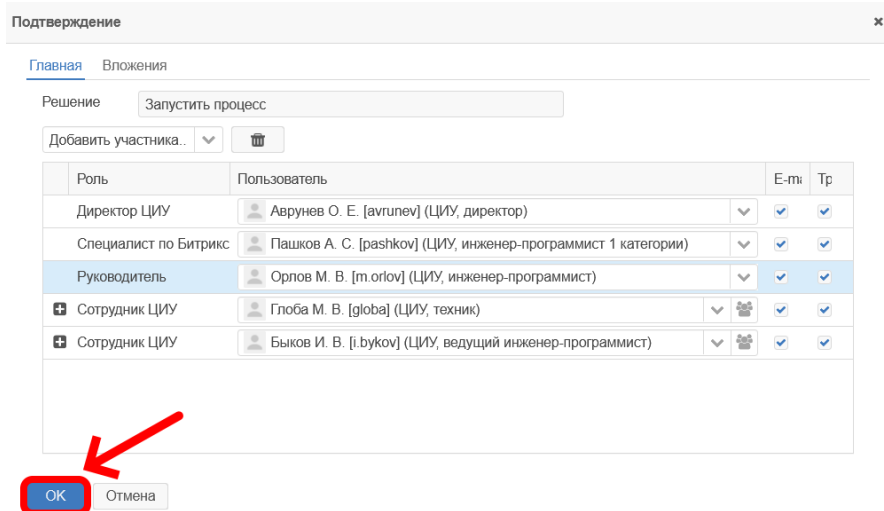 Подтверждение
Главная Вложения
Решение Запустить процесс
Добавить участника..
Роль Пользователь E-ma Тр
Директор ЦИУ Аврунев О. Е. [avrunev] (ЦИУ, директор)
Специалист по Битрикс Пашков А. С. [pashkov] (ЦИУ, инженер-программист 1 категории)
Руководитель Орлов М. В. [m.orlov] (ЦИУ, инженер-программист)
Сотрудник ЦИУ Глоба М. В. [globa] (ЦИУ, техник)
Сотрудник ЦИУ Быков И. В. [i.bykov] (ЦИУ, ведущий инженер-программист)
OK Отмена